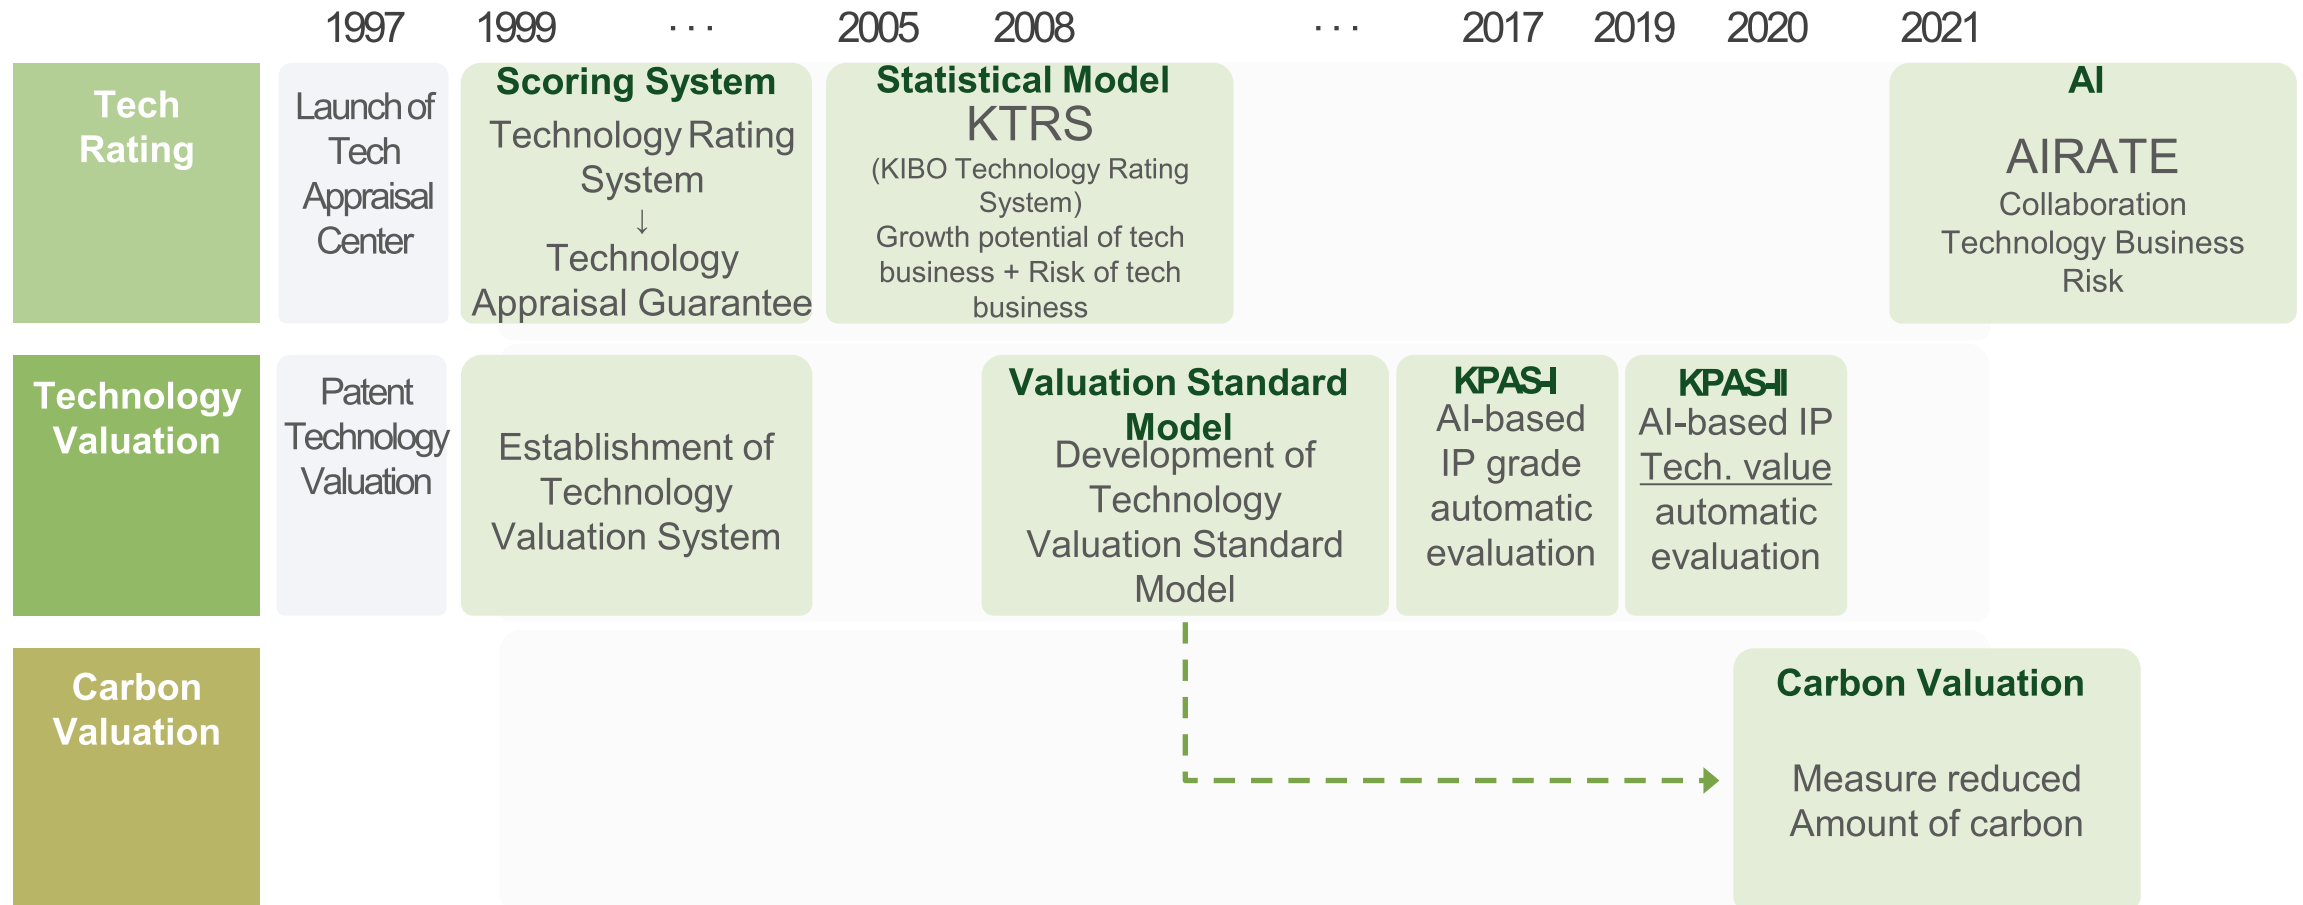 1997 1999 ... 2005 2008 ... 2017 2019 2020 2021
Tech
Rating
Launch of
Tech
Appraisal
Center
Scoring System
Technology Rating
System
↓
Technology
Appraisal Guarantee
Statistical Model
KTRS
(KIBO Technology Rating
System)
Growth potential of tech
business + Risk of tech
business
AI
AIRATE
Collaboration
Technology Business
Risk
Technology
Valuation
Patent
Technology
Valuation
Establishment of
Technology
Valuation System
Valuation Standard
Model
Development of
Technology
Valuation Standard
Model
KPAS-I
AI-based
IP grade
automatic
evaluation
KPAS-II
AI-based IP
Tech. value
automatic
evaluation
Carbon
Valuation
Carbon Valuation
Measure reduced
Amount of carbon